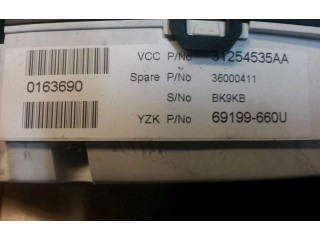 VCC P/No 31254535AA
Spare P/No 36000411
0163690
S/No BK9KB
YZK P/No 69199-660U